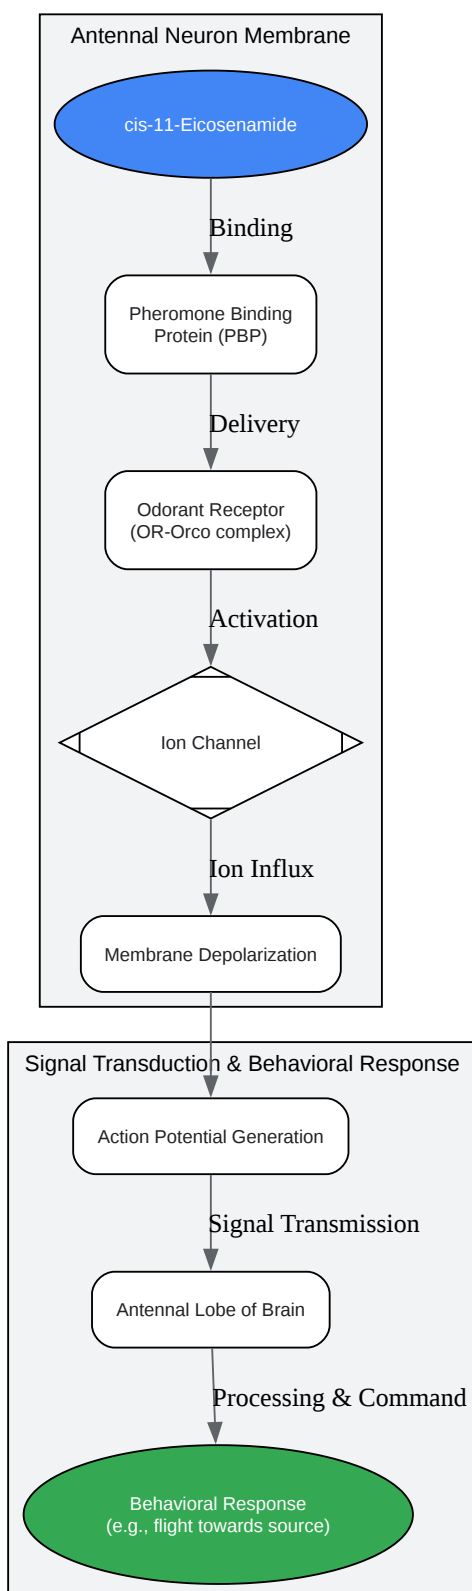 Antennal Neuron Membrane
cis-11-Eicosenamide
Binding
Pheromone Binding
Protein (PBP)
Delivery
Odorant Receptor
(OR-Orco complex)
Activation
Ion Channel
Ion Influx
Membrane Depolarization
Signal Transduction & Behavioral Response
Action Potential Generation
Signal Transmission
Antennal Lobe of Brain
Processing & Command
Behavioral Response
(e.g., flight towards source)